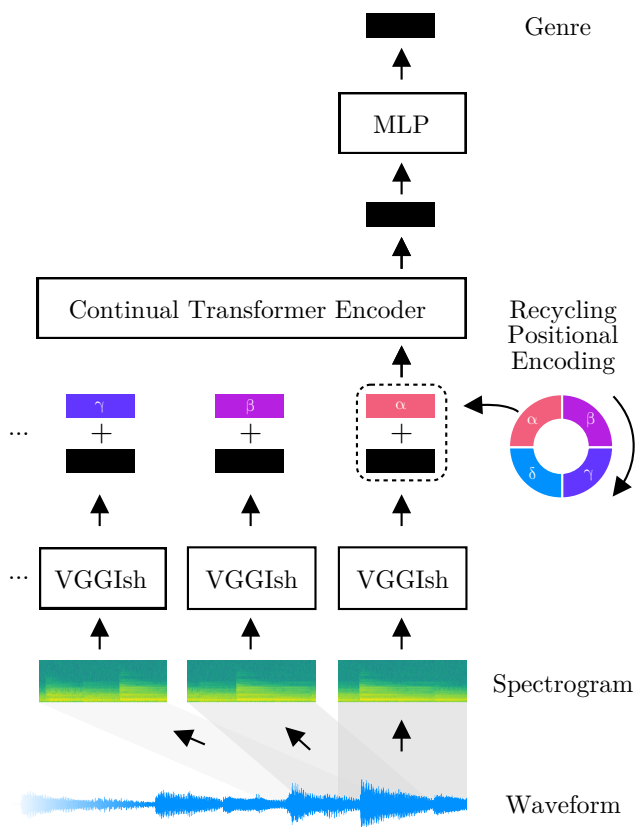 Genre
MLP
Continual Transformer Encoder
Recycling
Positional
Encoding
γ β α
... + + +
α β
δ γ
... VGGIsh VGGIsh VGGIsh
Spectrogram
Waveform